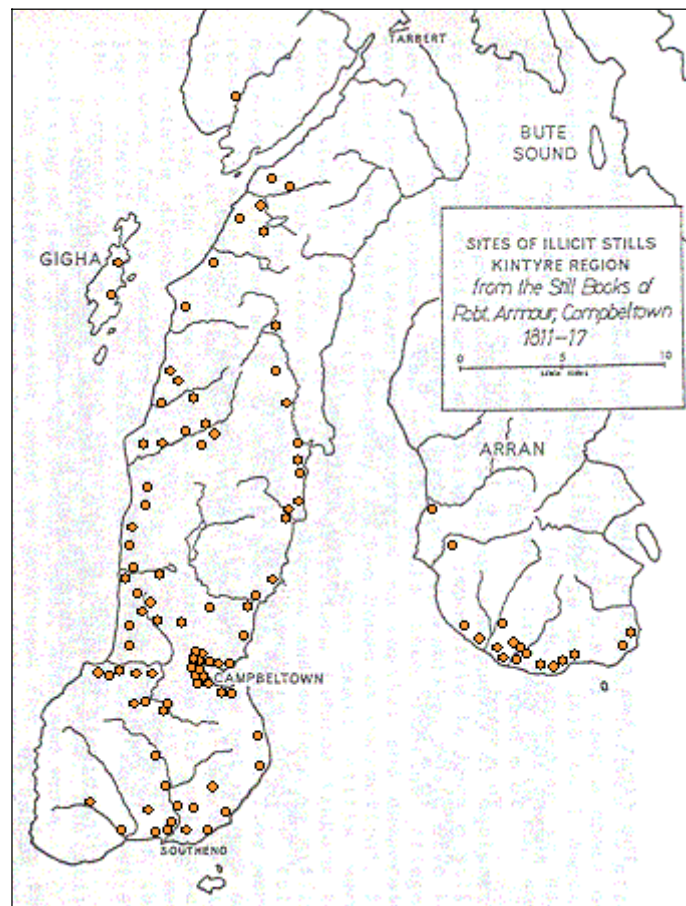 TARBERT
BUTE
SOUND
GIGHA
SITES OF ILLICIT STILLS
KINTYRE REGION
from the Still Books of
Robt. Armour, Campbeltown
1811–17
0 5 10
ARRAN
CAMPBELTOWN
SOUTHEND